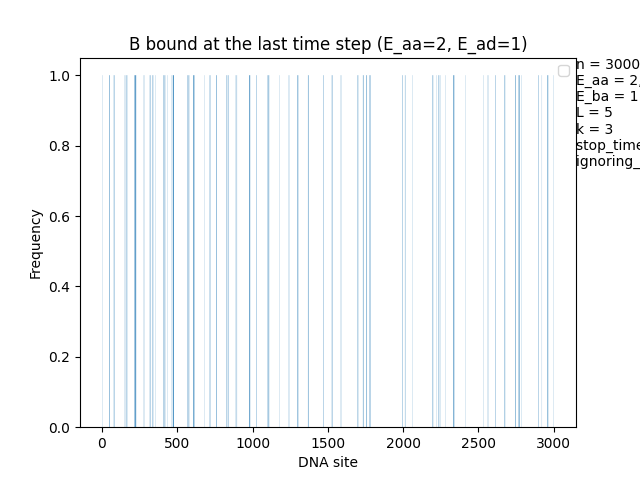 B bound at the last time step (E_aa=2, E_ad=1)
n = 3000
E_aa = 2,
E_ba = 1
L = 5
k = 3
stop_time
ignoring_
1.0
0.8
0.6
0.4
0.2
0.0
Frequency
0 500 1000 1500 2000 2500 3000
DNA site